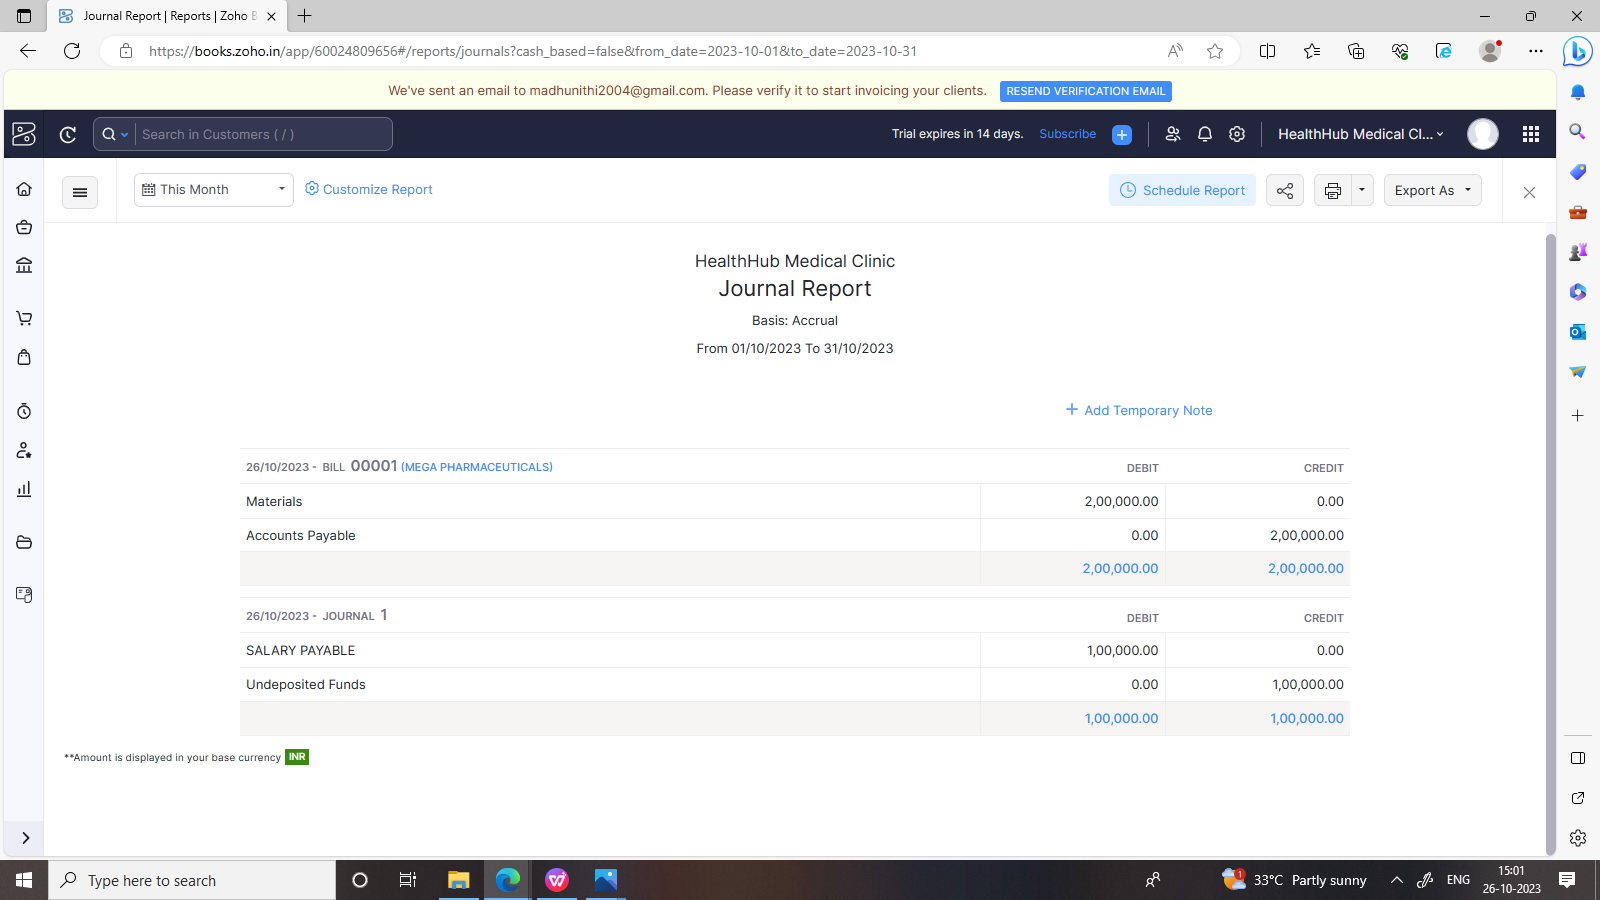 Journal Report | Reports | Zoho B
https://books.zoho.in/app/60024809656#/reports/journals?cash_based=false&from_date=2023-10-01&to_date=2023-10-31
We've sent an email to madhunithi2004@gmail.com. Please verify it to start invoicing your clients. RESEND VERIFICATION EMAIL
Search in Customers ( / ) Trial expires in 14 days. Subscribe HealthHub Medical Cl...
This Month Customize Report Schedule Report Export As
HealthHub Medical Clinic
Journal Report
Basis: Accrual
From 01/10/2023 To 31/10/2023
Add Temporary Note
26/10/2023 - BILL 00001 (MEGA PHARMACEUTICALS) DEBIT CREDIT
Materials 2,00,000.00 0.00
Accounts Payable 0.00 2,00,000.00
2,00,000.00 2,00,000.00
26/10/2023 - JOURNAL 1 DEBIT CREDIT
SALARY PAYABLE 1,00,000.00 0.00
Undeposited Funds 0.00 1,00,000.00
1,00,000.00 1,00,000.00
**Amount is displayed in your base currency INR
Type here to search 1 33°C Partly sunny ENG 15:01
26-10-2023